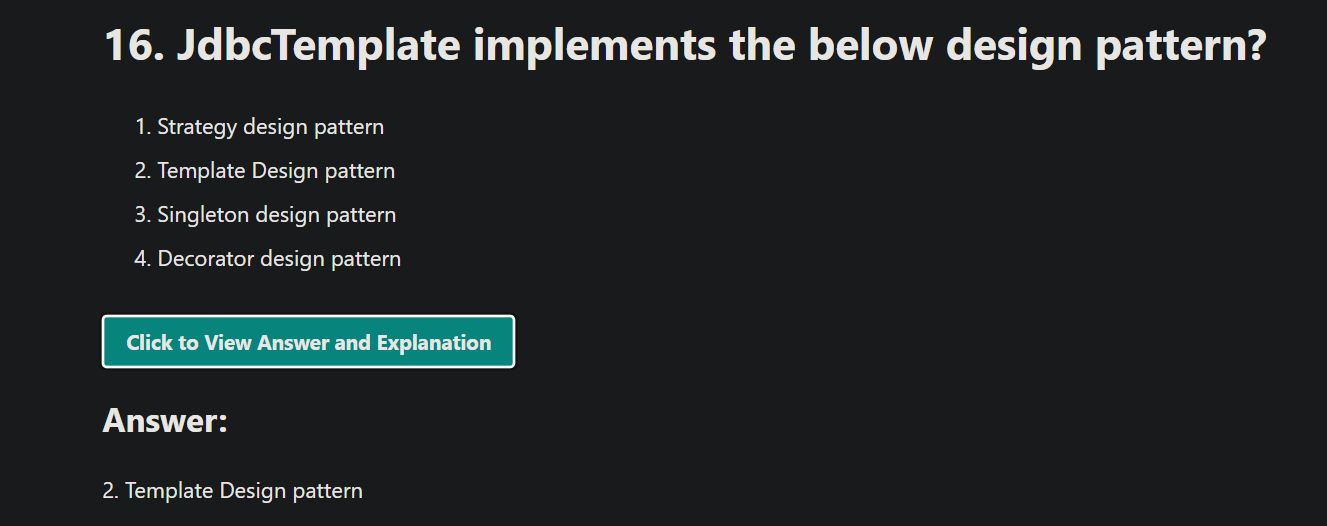 16. JdbcTemplate implements the below design pattern?
1. Strategy design pattern
2. Template Design pattern
3. Singleton design pattern
4. Decorator design pattern
Click to View Answer and Explanation
Answer:
2. Template Design pattern